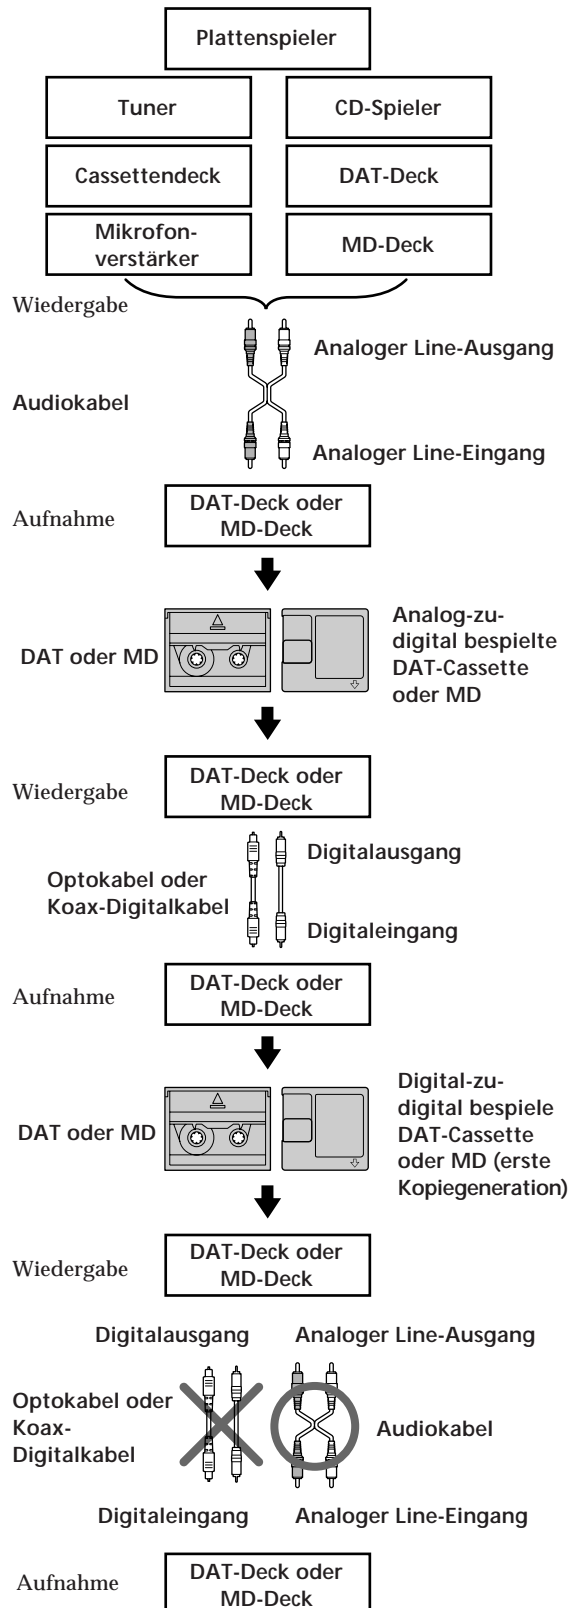 Plattenspieler
Tuner
CD-Spieler
Cassettendeck
DAT-Deck
Mikrofon-
verstärker
MD-Deck
Wiedergabe
Analoger Line-Ausgang
Audiokabel
Analoger Line-Eingang
Aufnahme
DAT-Deck oder
MD-Deck
DAT oder MD
Analog-zu-
digital bespielte
DAT-Cassette
oder MD
Wiedergabe
DAT-Deck oder
MD-Deck
Digitalausgang
Optokabel oder
Koax-Digitalkabel
Digitaleingang
Aufnahme
DAT-Deck oder
MD-Deck
DAT oder MD
Digital-zu-
digital bespiele
DAT-Cassette
oder MD (erste
Kopiegeneration)
Wiedergabe
DAT-Deck oder
MD-Deck
Digitalausgang
Analoger Line-Ausgang
Optokabel oder
Koax-
Digitalkabel
Audiokabel
Digitaleingang
Analoger Line-Eingang
Aufnahme
DAT-Deck oder
MD-Deck